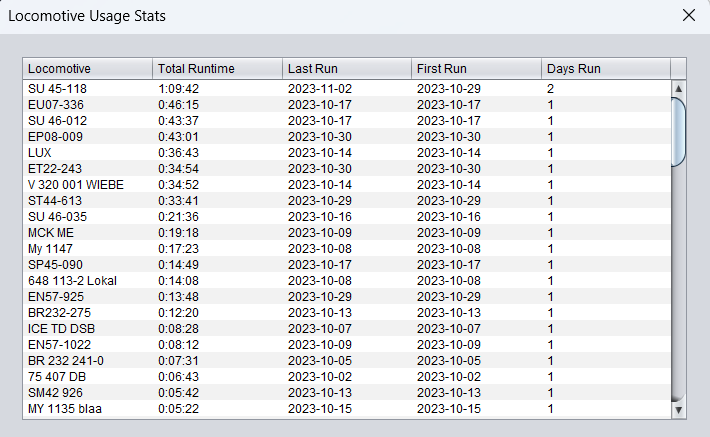 Locomotive Usage Stats
Locomotive Total Runtime Last Run First Run Days Run
SU 45-118 1:09:42 2023-11-02 2023-10-29 2
EU07-336 0:46:15 2023-10-17 2023-10-17 1
SU 46-012 0:43:37 2023-10-17 2023-10-17 1
EP08-009 0:43:01 2023-10-30 2023-10-30 1
LUX 0:36:43 2023-10-14 2023-10-14 1
ET22-243 0:34:54 2023-10-30 2023-10-30 1
V 320 001 WIEBE 0:34:52 2023-10-14 2023-10-14 1
ST44-613 0:33:41 2023-10-29 2023-10-29 1
SU 46-035 0:21:36 2023-10-16 2023-10-16 1
MCK ME 0:19:18 2023-10-09 2023-10-09 1
My 1147 0:17:23 2023-10-08 2023-10-08 1
SP45-090 0:14:49 2023-10-17 2023-10-17 1
648 113-2 Lokal 0:14:08 2023-10-08 2023-10-08 1
EN57-925 0:13:48 2023-10-29 2023-10-29 1
BR232-275 0:12:20 2023-10-13 2023-10-13 1
ICE TD DSB 0:08:28 2023-10-07 2023-10-07 1
EN57-1022 0:08:12 2023-10-09 2023-10-09 1
BR 232 241-0 0:07:31 2023-10-05 2023-10-05 1
75 407 DB 0:06:43 2023-10-02 2023-10-02 1
SM42 926 0:05:42 2023-10-13 2023-10-13 1
MY 1135 blaa 0:05:22 2023-10-15 2023-10-15 1